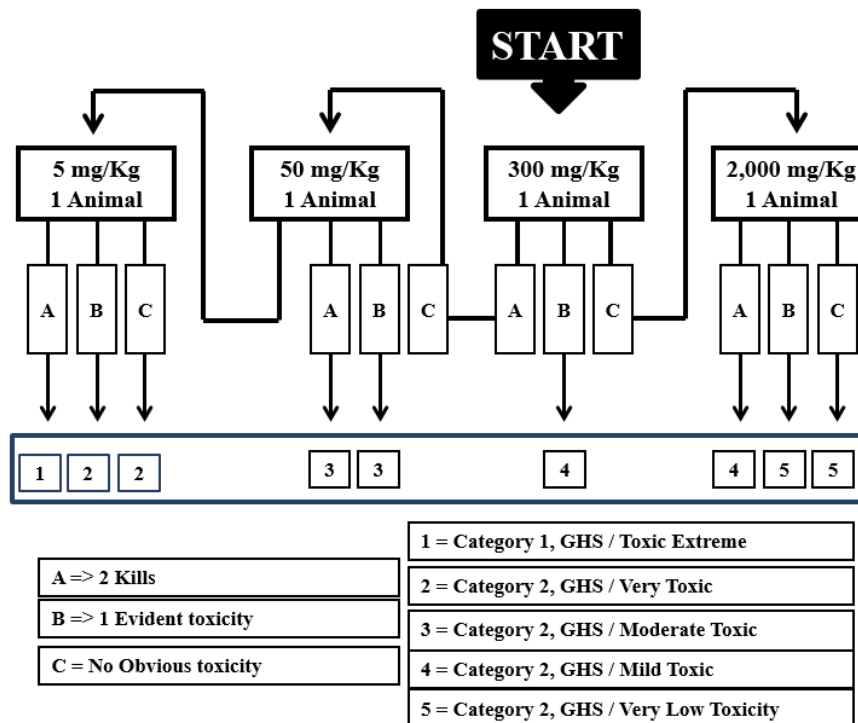 START
5 mg/Kg
1 Animal
50 mg/Kg
1 Animal
300 mg/Kg
1 Animal
2,000 mg/Kg
1 Animal
A
B
C
A
B
C
A
B
C
A
B
C
1
2
2
3
3
4
4
5
5
A => 2 Kills
B => 1 Evident toxicity
C = No Obvious toxicity
1 = Category 1, GHS / Toxic Extreme
2 = Category 2, GHS / Very Toxic
3 = Category 2, GHS / Moderate Toxic
4 = Category 2, GHS / Mild Toxic
5 = Category 2, GHS / Very Low Toxicity